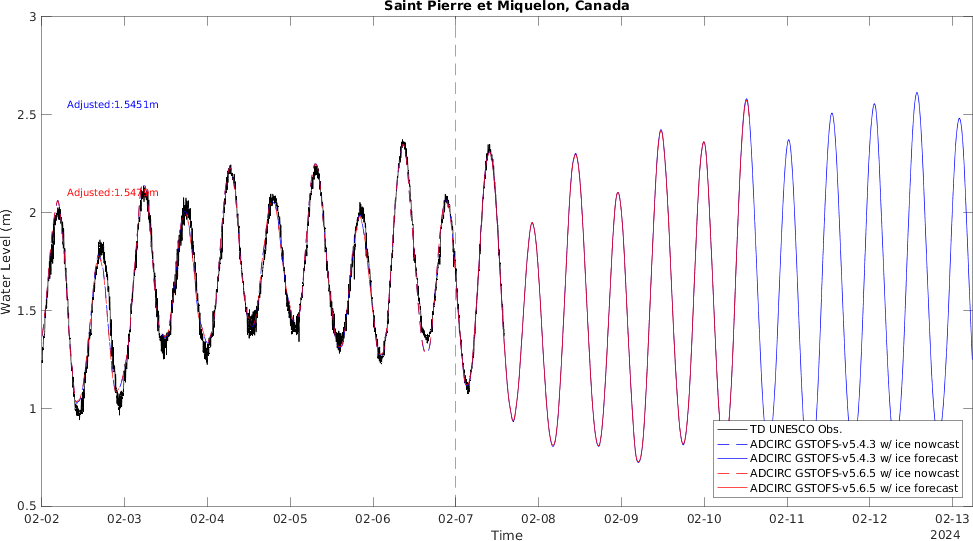 Saint Pierre et Miquelon, Canada
3
Adjusted:1.5451m
2.5
Adjusted:
2
Water Level (m)
1.5
1
TD UNESCO Obs.
ADCIRC GSTOFS-v5.4.3 w/ ice nowcast
ADCIRC GSTOFS-v5.4.3 w/ ice forecast
ADCIRC GSTOFS-v5.6.5 w/ ice nowcast
ADCIRC GSTOFS-v5.6.5 w/ ice forecast
0.5
02-02 02-03 02-04 02-05 02-06 02-07 02-08 02-09 02-10 02-11 02-12 02-13
Time 2024